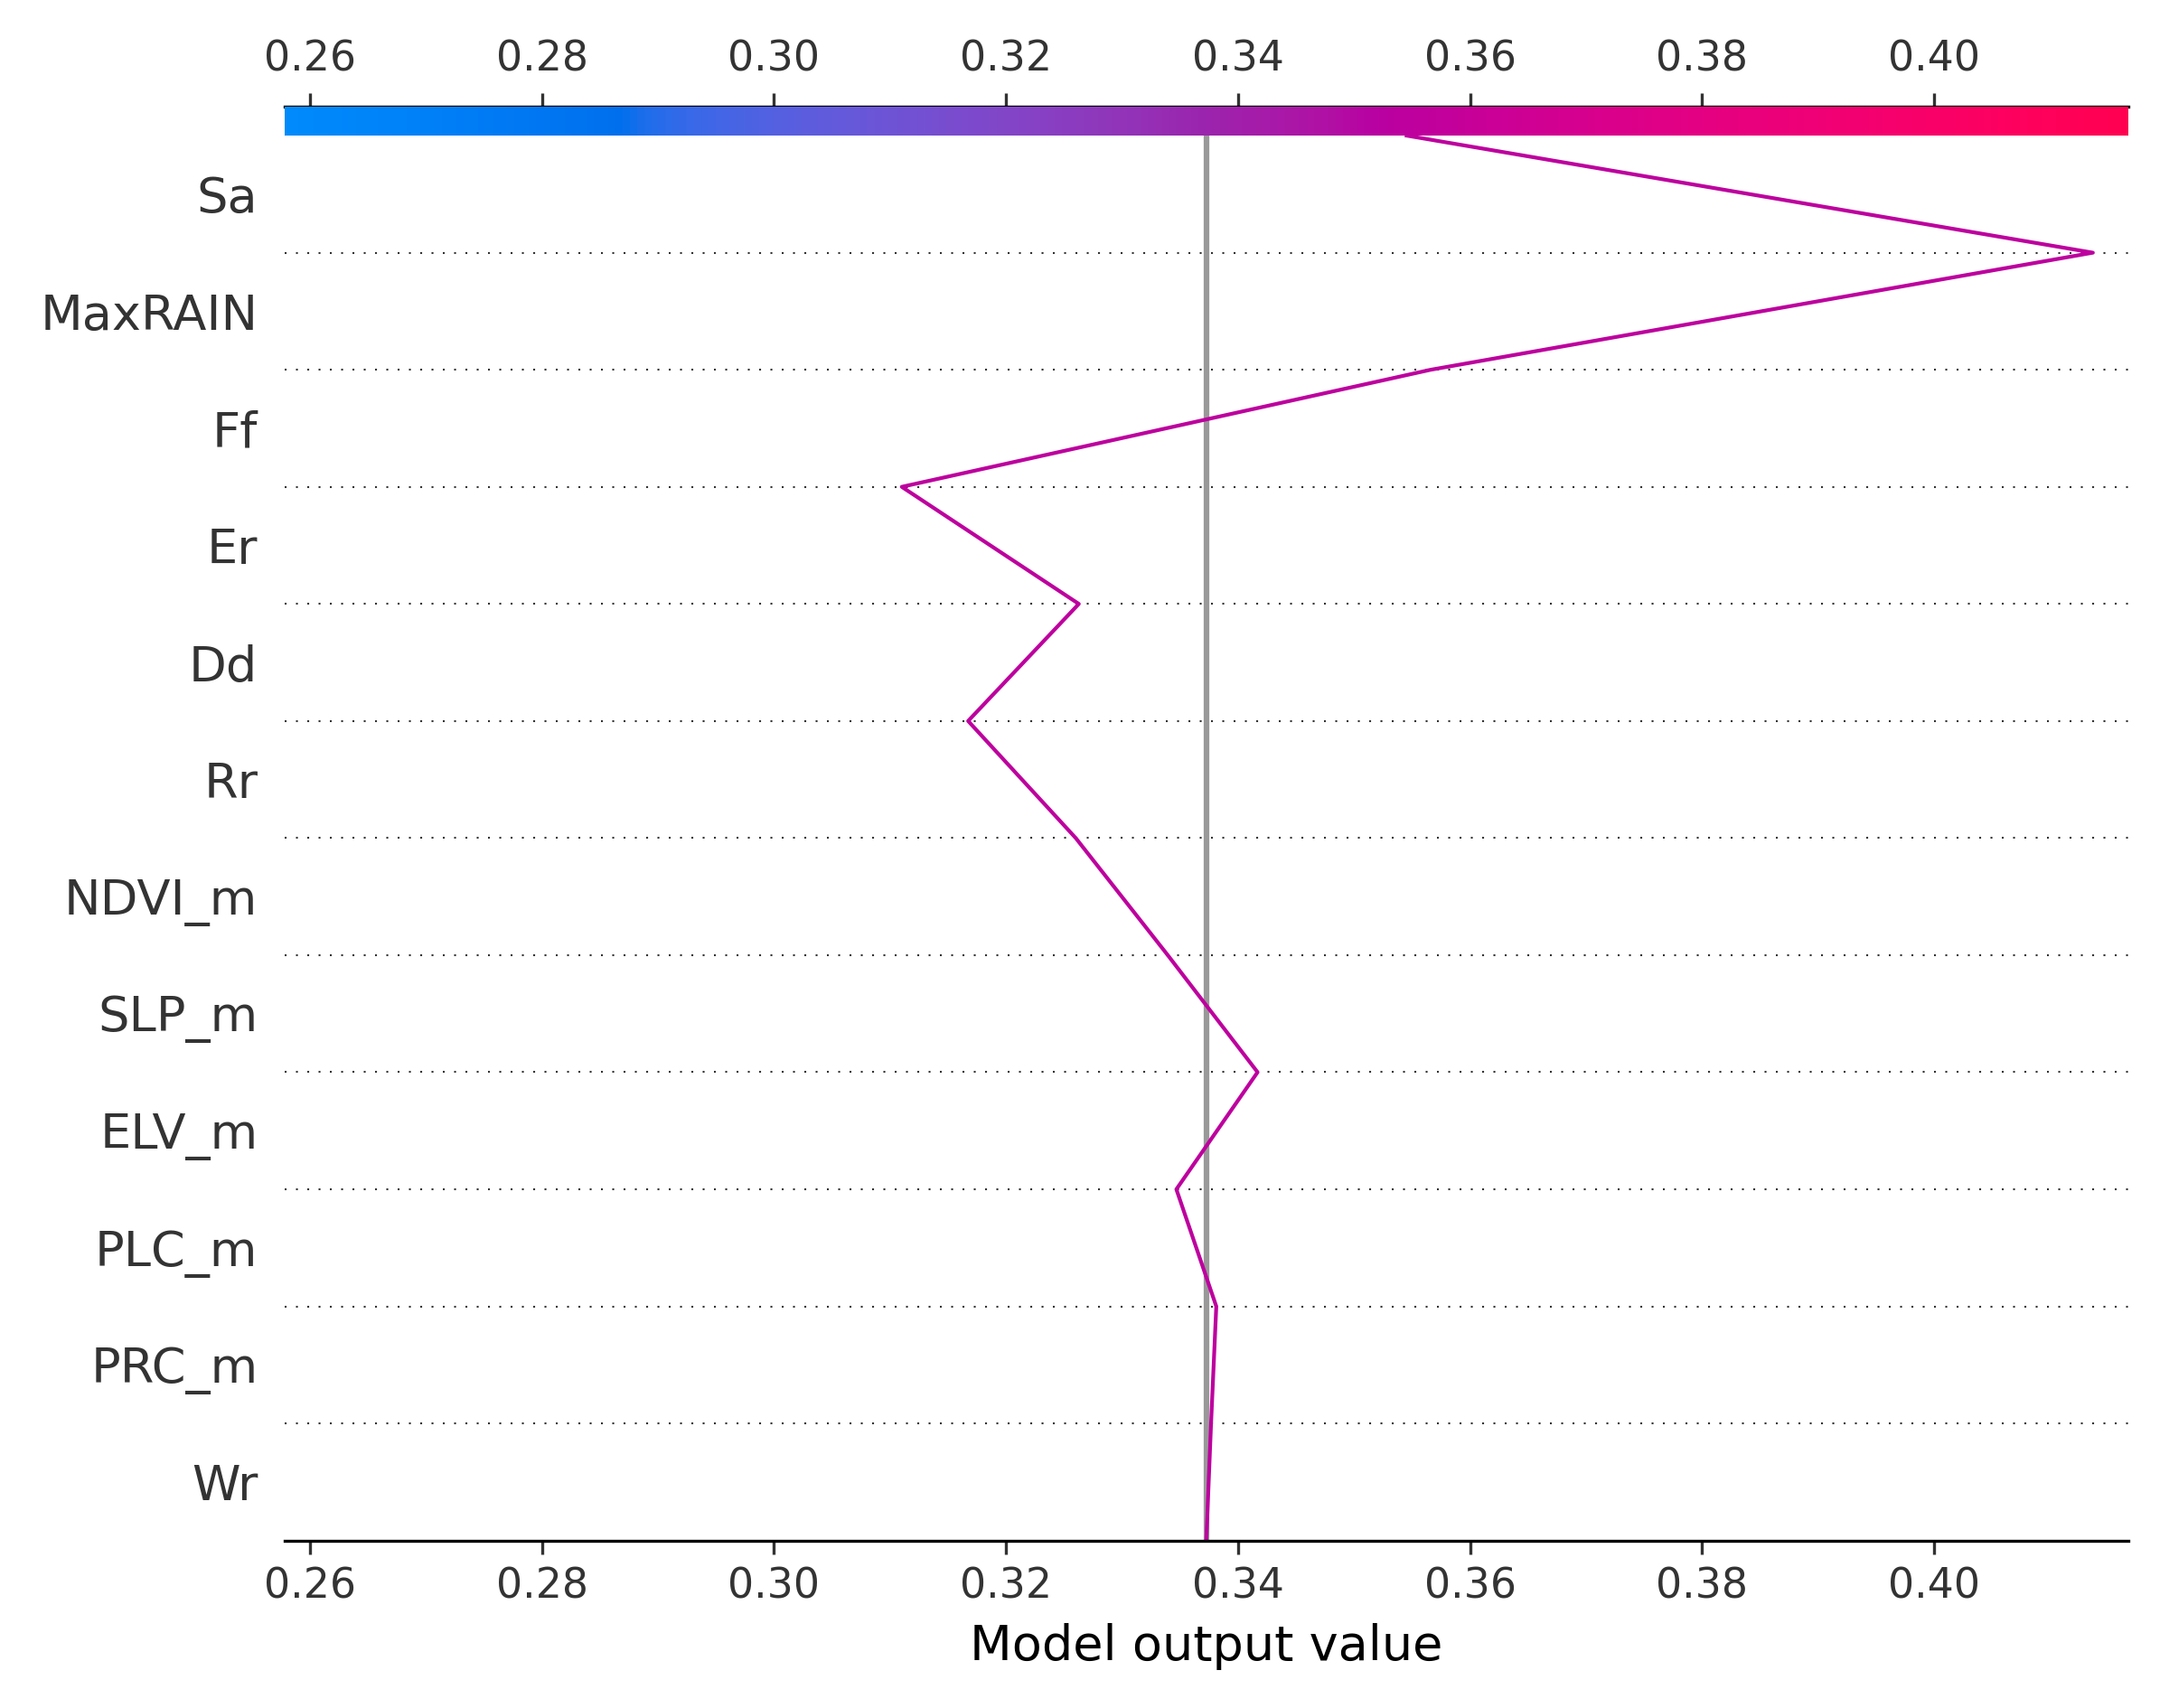 0.26 0.28 0.30 0.32 0.34 0.36 0.38 0.40
Sa
MaxRAIN
Ff
Er
Dd
Rr
NDVI_m
SLP_m
ELV_m
PLC_m
PRC_m
Wr
0.26 0.28 0.30 0.32 0.34 0.36 0.38 0.40
Model output value